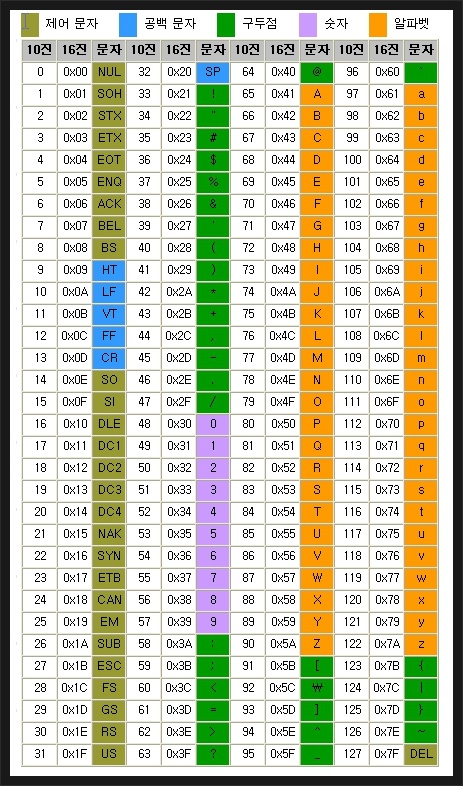 제어 문자 공백 문자 구두점 숫자 알파벳
10진 16진 문자 10진 16진 문자 10진 16진 문자 10진 16진 문자
0 0x00 NUL 32 0x20 SP 64 0x40 @ 96 0x60 `
1 0x01 SOH 33 0x21 ! 65 0x41 A 97 0x61 a
2 0x02 STX 34 0x22 " 66 0x42 B 98 0x62 b
3 0x03 ETX 35 0x23 # 67 0x43 C 99 0x63 c
4 0x04 EOT 36 0x24 $ 68 0x44 D 100 0x64 d
5 0x05 ENQ 37 0x25 % 69 0x45 E 101 0x65 e
6 0x06 ACK 38 0x26 & 70 0x46 F 102 0x66 f
7 0x07 BEL 39 0x27 ' 71 0x47 G 103 0x67 g
8 0x08 BS 40 0x28 ( 72 0x48 H 104 0x68 h
9 0x09 HT 41 0x29 ) 73 0x49 I 105 0x69 i
10 0x0A LF 42 0x2A * 74 0x4A J 106 0x6A j
11 0x0B VT 43 0x2B + 75 0x4B K 107 0x6B k
12 0x0C FF 44 0x2C , 76 0x4C L 108 0x6C l
13 0x0D CR 45 0x2D - 77 0x4D M 109 0x6D m
14 0x0E SO 46 0x2E . 78 0x4E N 110 0x6E n
15 0x0F SI 47 0x2F / 79 0x4F O 111 0x6F o
16 0x10 DLE 48 0x30 0 80 0x50 P 112 0x70 p
17 0x11 DC1 49 0x31 1 81 0x51 Q 113 0x71 q
18 0x12 DC2 50 0x32 2 82 0x52 R 114 0x72 r
19 0x13 DC3 51 0x33 3 83 0x53 S 115 0x73 s
20 0x14 DC4 52 0x34 4 84 0x54 T 116 0x74 t
21 0x15 NAK 53 0x35 5 85 0x55 U 117 0x75 u
22 0x16 SYN 54 0x36 6 86 0x56 V 118 0x76 v
23 0x17 ETB 55 0x37 7 87 0x57 W 119 0x77 w
24 0x18 CAN 56 0x38 8 88 0x58 X 120 0x78 x
25 0x19 EM 57 0x39 9 89 0x59 Y 121 0x79 y
26 0x1A SUB 58 0x3A : 90 0x5A Z 122 0x7A z
27 0x1B ESC 59 0x3B ; 91 0x5B [ 123 0x7B {
28 0x1C FS 60 0x3C < 92 0x5C ₩ 124 0x7C |
29 0x1D GS 61 0x3D = 93 0x5D ] 125 0x7D }
30 0x1E RS 62 0x3E > 94 0x5E ^ 126 0x7E ~
31 0x1F US 63 0x3F ? 95 0x5F _ 127 0x7F DEL